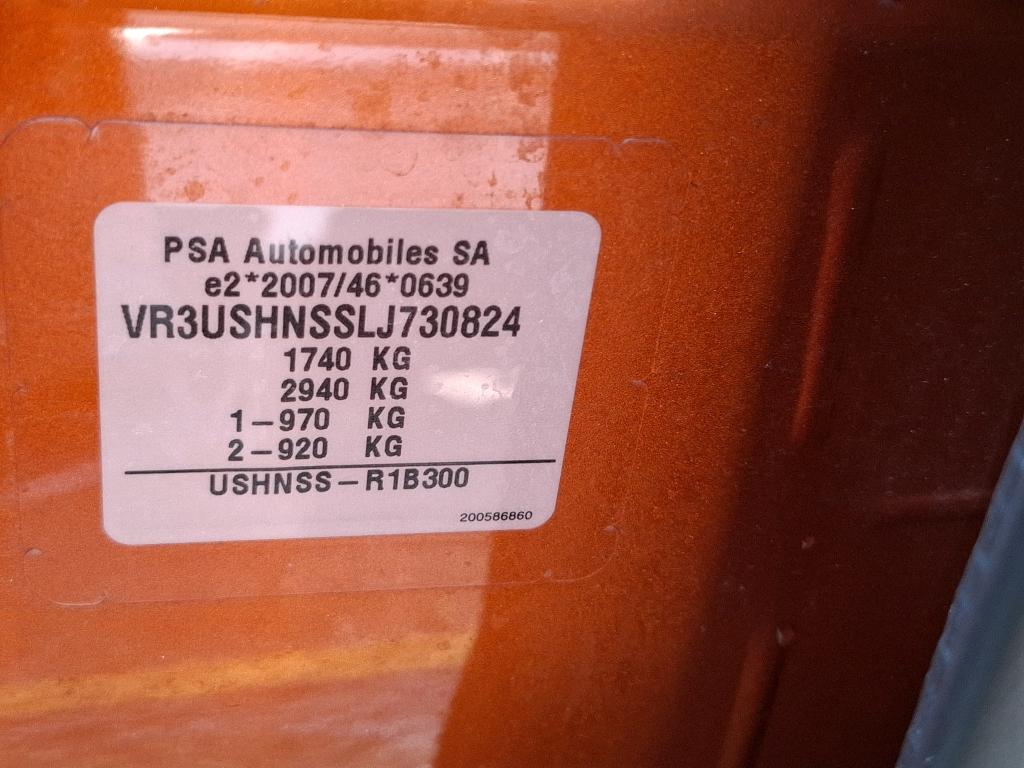 PSA Automobiles SA
e2*2007/46*0639
VR3USHNSSLJ730824
1740 KG
2940 KG
1-970 KG
2-920 KG
USHNSS-R1B300
200586860